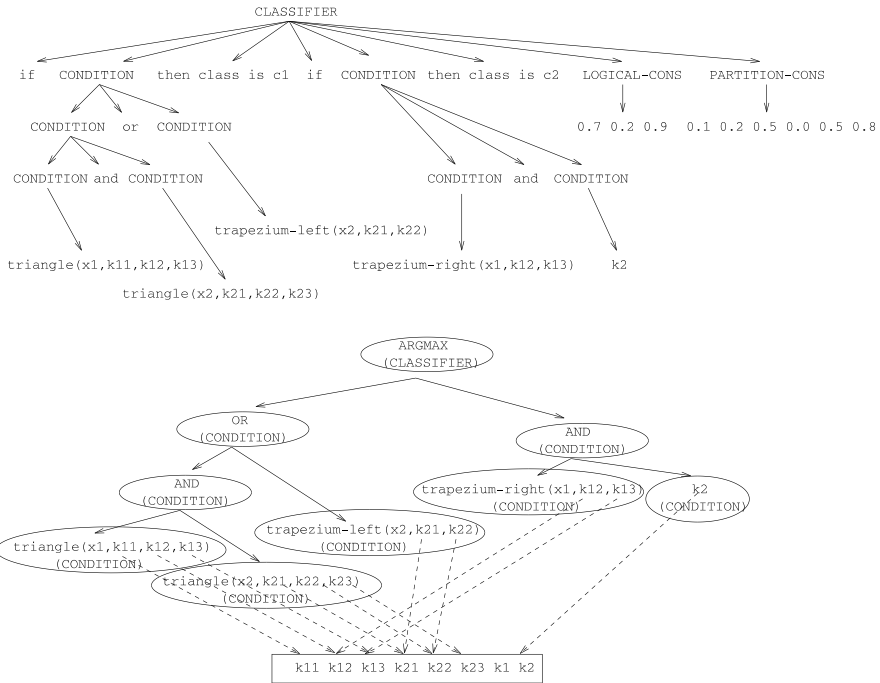 CLASSIFIER
if CONDITION then class is c1 if CONDITION then class is c2 LOGICAL-CONS PARTITION-CONS
CONDITION or CONDITION 0.7 0.2 0.9 0.1 0.2 0.5 0.0 0.5 0.8
CONDITION and CONDITION CONDITION and CONDITION
trapezium-left(x2,k21,k22)
triangle(x1,k11,k12,k13) trapezium-right(x1,k12,k13) k2
triangle(x2,k21,k22,k23)
ARGMAX
(CLASSIFIER)
OR
(CONDITION)
AND
(CONDITION)
AND
(CONDITION)
trapezium-right(x1,k12,k13)
(CONDITION)
k2
(CONDITION)
trapezium-left(x2,k21,k22)
(CONDITION)
triangle(x1,k11,k12,k13)
(CONDITION)
triangle(x2,k21,k22,k23)
(CONDITION)
k11 k12 k13 k21 k22 k23 k1 k2